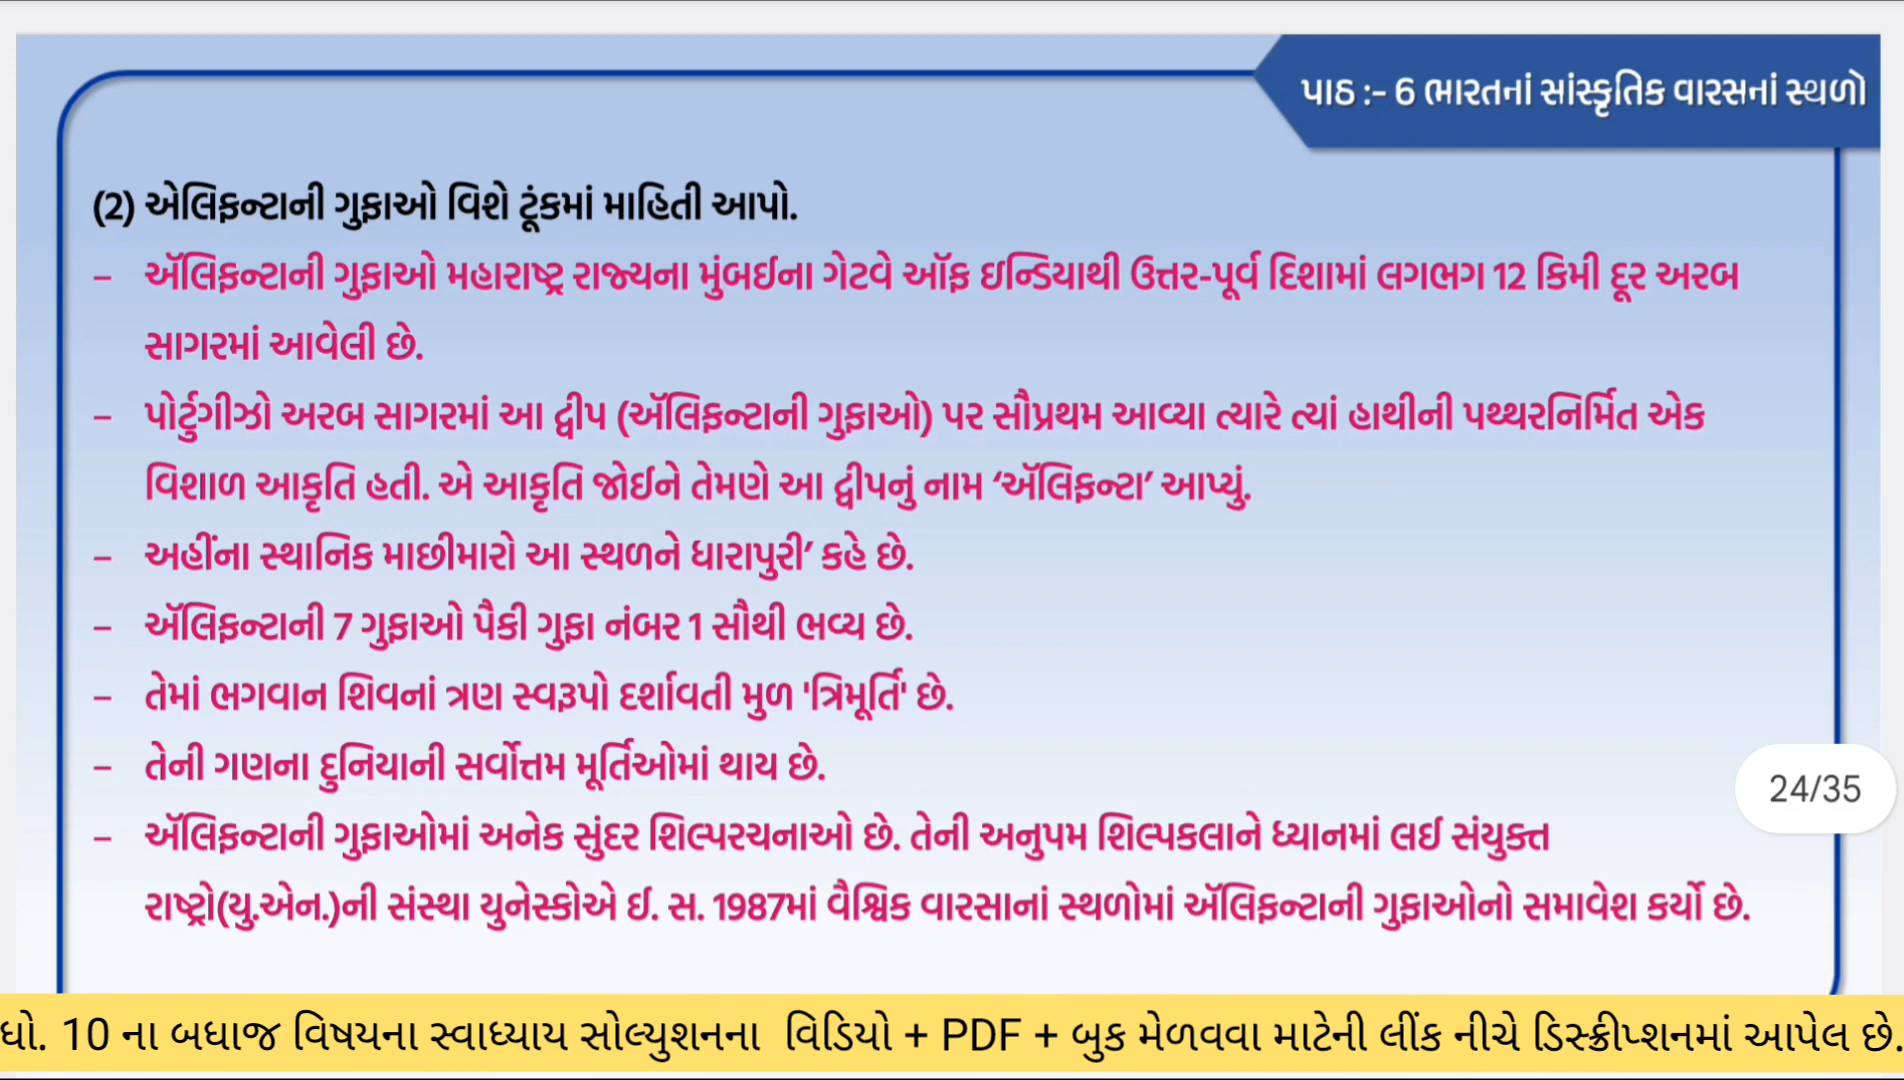 પાઠ :- 6 ભારતનાં સાંસ્કૃતિક વારસનાં સ્થળો
(2) એલિફન્ટાની ગુફાઓ વિશે ટૂંકમાં માહિતી આપો.
– ઍલિફન્ટાની ગુફાઓ મહારાષ્ટ્ર રાજ્યના મુંબઈના ગેટવે ઑફ ઇન્ડિયાથી ઉત્તર-પૂર્વ દિશામાં લગભગ 12 કિમી દૂર અરબ
સાગરમાં આવેલી છે.
– પોર્ટુગીઝો અરબ સાગરમાં આ દ્વીપ (ઍલિફન્ટાની ગુફાઓ) પર સૌપ્રથમ આવ્યા ત્યારે ત્યાં હાથીની પથ્થરનિર્મિત એક
વિશાળ આકૃતિ હતી. એ આકૃતિ જોઈને તેમણે આ દ્વીપનું નામ ‘ઍલિફન્ટા’ આપ્યું.
– અહીંના સ્થાનિક માછીમારો આ સ્થળને ધારાપુરી’ કહે છે.
– ઍલિફન્ટાની 7 ગુફાઓ પૈકી ગુફા નંબર 1 સૌથી ભવ્ય છે.
– તેમાં ભગવાન શિવનાં ત્રણ સ્વરૂપો દર્શાવતી મુળ 'ત્રિમૂર્તિ' છે.
– તેની ગણના દુનિયાની સર્વોત્તમ મૂર્તિઓમાં થાય છે.
– ઍલિફન્ટાની ગુફાઓમાં અનેક સુંદર શિલ્પરચનાઓ છે. તેની અનુપમ શિલ્પકલાને ધ્યાનમાં લઈ સંયુક્ત
રાષ્ટ્રો(યુ.એન.)ની સંસ્થા યુનેસ્કોએ ઈ. સ. 1987માં વૈશ્વિક વારસાનાં સ્થળોમાં ઍલિફન્ટાની ગુફાઓનો સમાવેશ કર્યો છે.
24/35
ધો. 10 ના બધાજ વિષયના સ્વાધ્યાય સોલ્યુશનના વિડિયો + PDF + બુક મેળવવા માટેની લીંક નીચે ડિસ્ક્રીપ્શનમાં આપેલ છે.